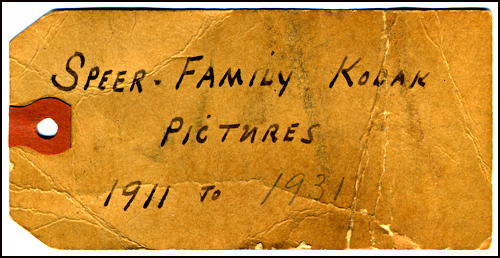 SPEER. FAMILY KODAK
PICTURES
1911 TO 1931